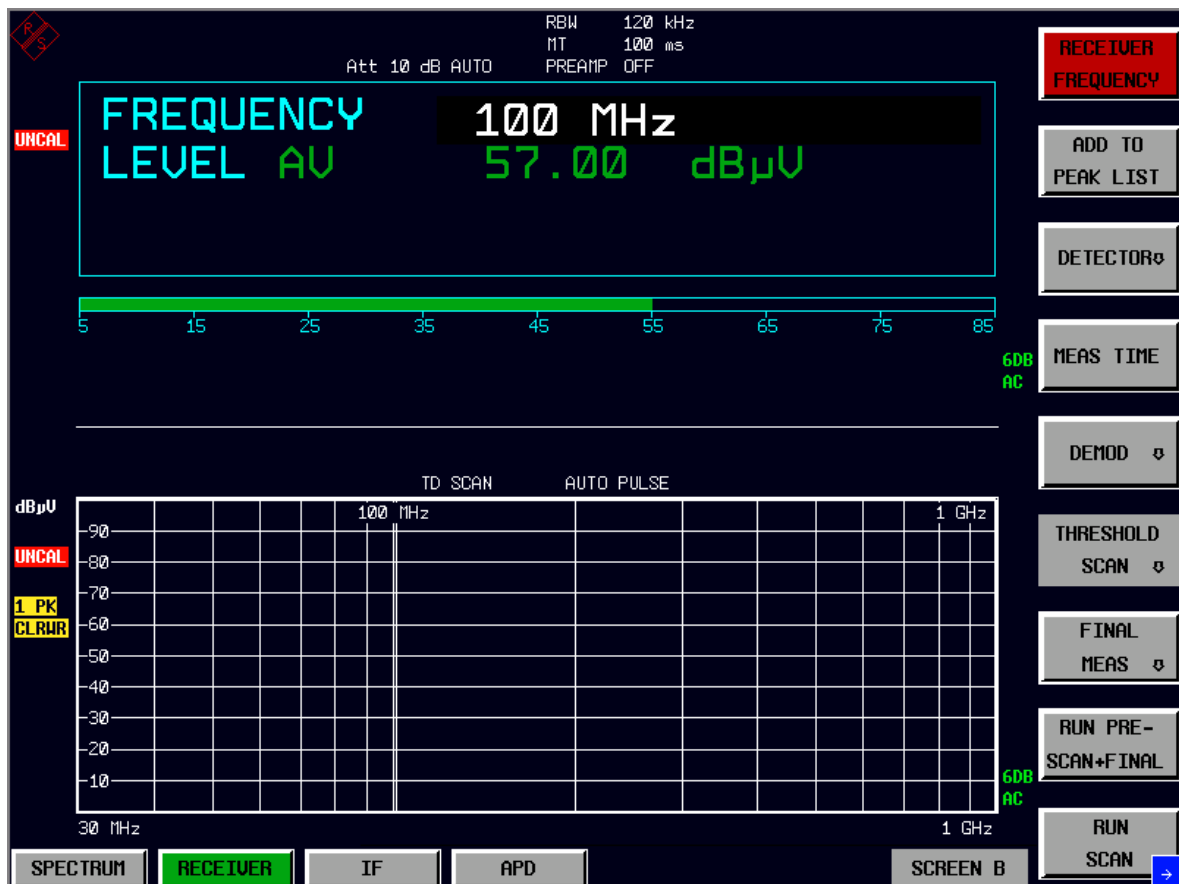 R
S
RBW 120 kHz
MT 100 ms
Att 10 dB AUTO PREAMP OFF
FREQUENCY 100 MHz
UNCAL
LEVEL AV 57.00 dBµV
5 15 25 35 45 55 65 75 85
6DB
AC
TD SCAN AUTO PULSE
dBµV
100 MHz 1 GHz
90
UNCAL
80
70
1 PK
CLRWR
60
50
40
30
20
10
6DB
AC
30 MHz 1 GHz
RECEIVER
FREQUENCY
ADD TO
PEAK LIST
DETECTOR
MEAS TIME
DEMOD
THRESHOLD
SCAN
FINAL
MEAS
RUN PRE-
SCAN+FINAL
RUN
SCAN
SPECTRUM RECEIVER IF APD SCREEN B